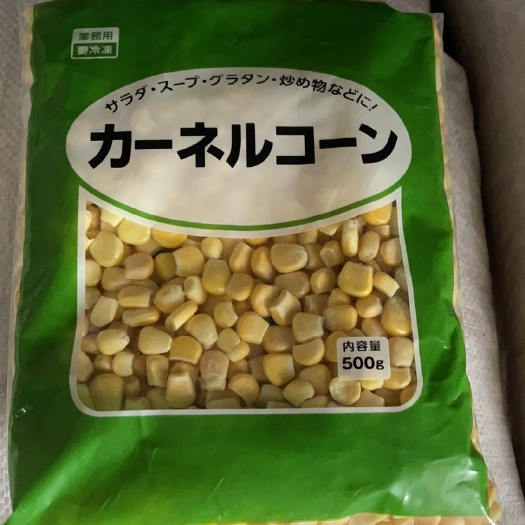 業務用
要冷凍
サラダ・スープ・グラタン・炒め物などに!
カーネルコーン
内容量
500g